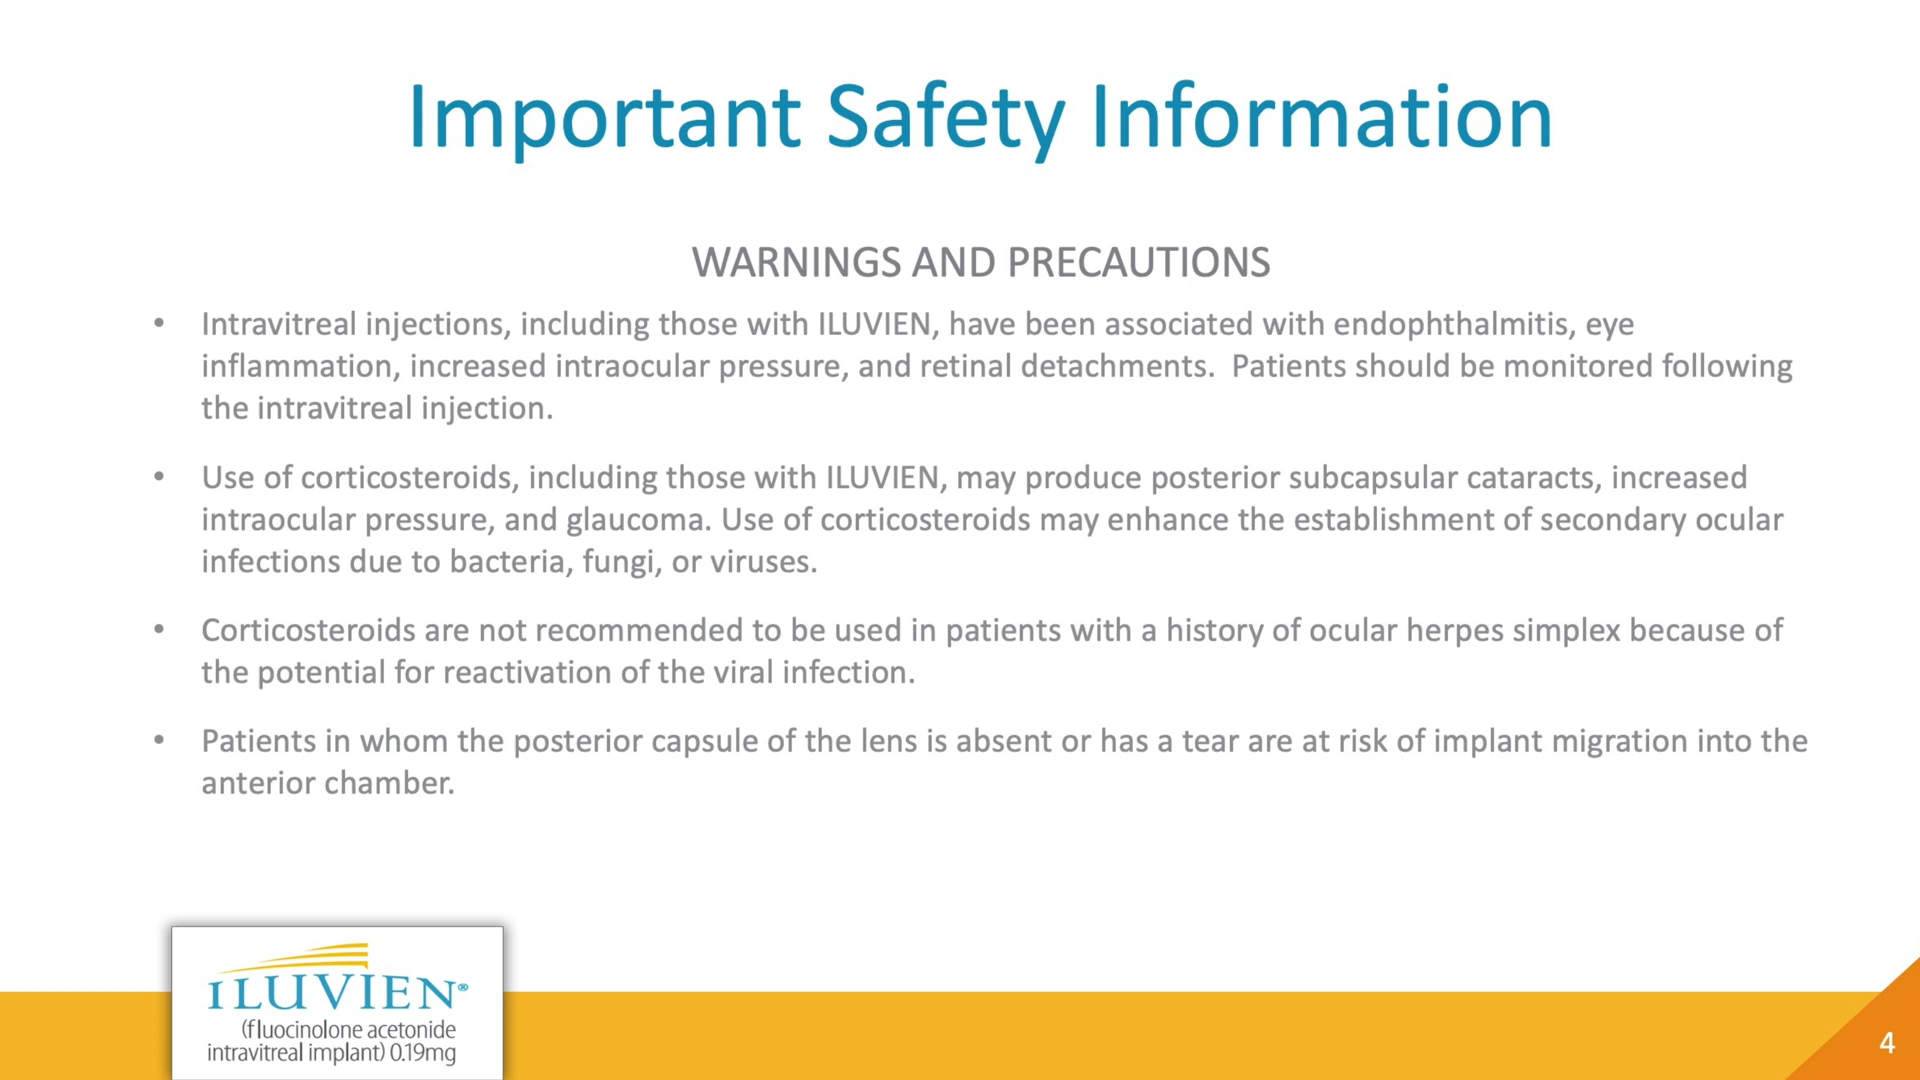 Important Safety Information
WARNINGS AND PRECAUTIONS
• Intravitreal injections, including those with ILUVIEN, have been associated with endophthalmitis, eye
inflammation, increased intraocular pressure, and retinal detachments.  Patients should be monitored following
the intravitreal injection.
• Use of corticosteroids, including those with ILUVIEN, may produce posterior subcapsular cataracts, increased
intraocular pressure, and glaucoma. Use of corticosteroids may enhance the establishment of secondary ocular
infections due to bacteria, fungi, or viruses.
• Corticosteroids are not recommended to be used in patients with a history of ocular herpes simplex because of
the potential for reactivation of the viral infection.
• Patients in whom the posterior capsule of the lens is absent or has a tear are at risk of implant migration into the
anterior chamber.
ILUVIEN®
(fluocinolone acetonide
intravitreal implant) 0.19mg
4